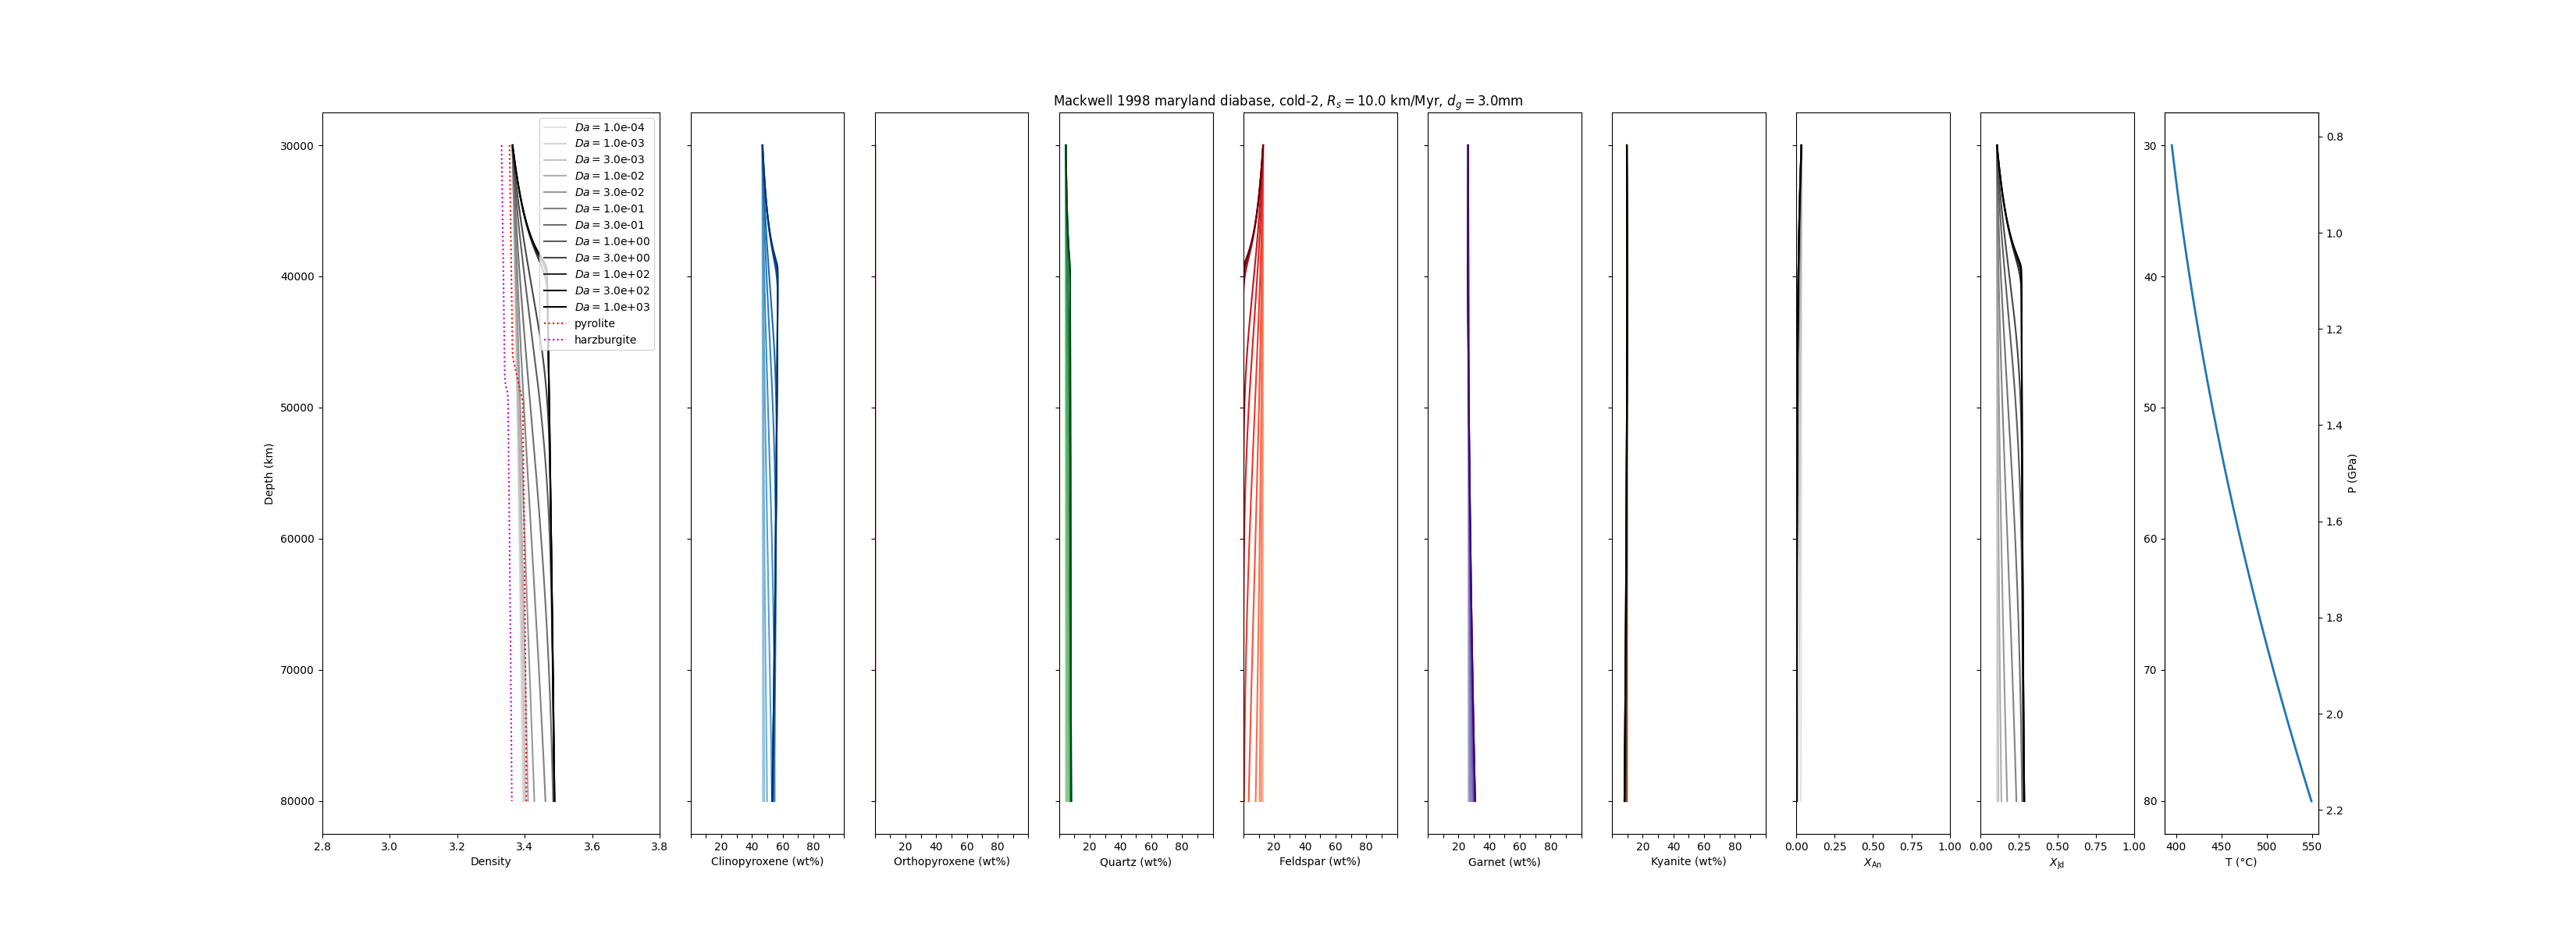 Mackwell 1998 maryland diabase, cold-2, R_s = 10.0 km/Myr, d_g = 3.0mm
Da = 1.0e-04
Da = 1.0e-03
Da = 3.0e-03
Da = 1.0e-02
Da = 3.0e-02
Da = 1.0e-01
Da = 3.0e-01
Da = 1.0e+00
Da = 3.0e+00
Da = 1.0e+02
Da = 3.0e+02
Da = 1.0e+03
pyrolite
harzburgite
Depth (km)
30000
40000
50000
60000
70000
80000
2.8 3.0 3.2 3.4 3.6 3.8
Density
20 40 60 80
Clinopyroxene (wt%)
20 40 60 80
Orthopyroxene (wt%)
20 40 60 80
Quartz (wt%)
20 40 60 80
Feldspar (wt%)
20 40 60 80
Garnet (wt%)
20 40 60 80
Kyanite (wt%)
0.00 0.25 0.50 0.75 1.00
X_An
0.00 0.25 0.50 0.75 1.00
X_Jd
30
40
50
60
70
80
400 450 500 550
T (°C)
0.8
1.0
1.2
1.4
1.6
1.8
2.0
2.2
P (GPa)